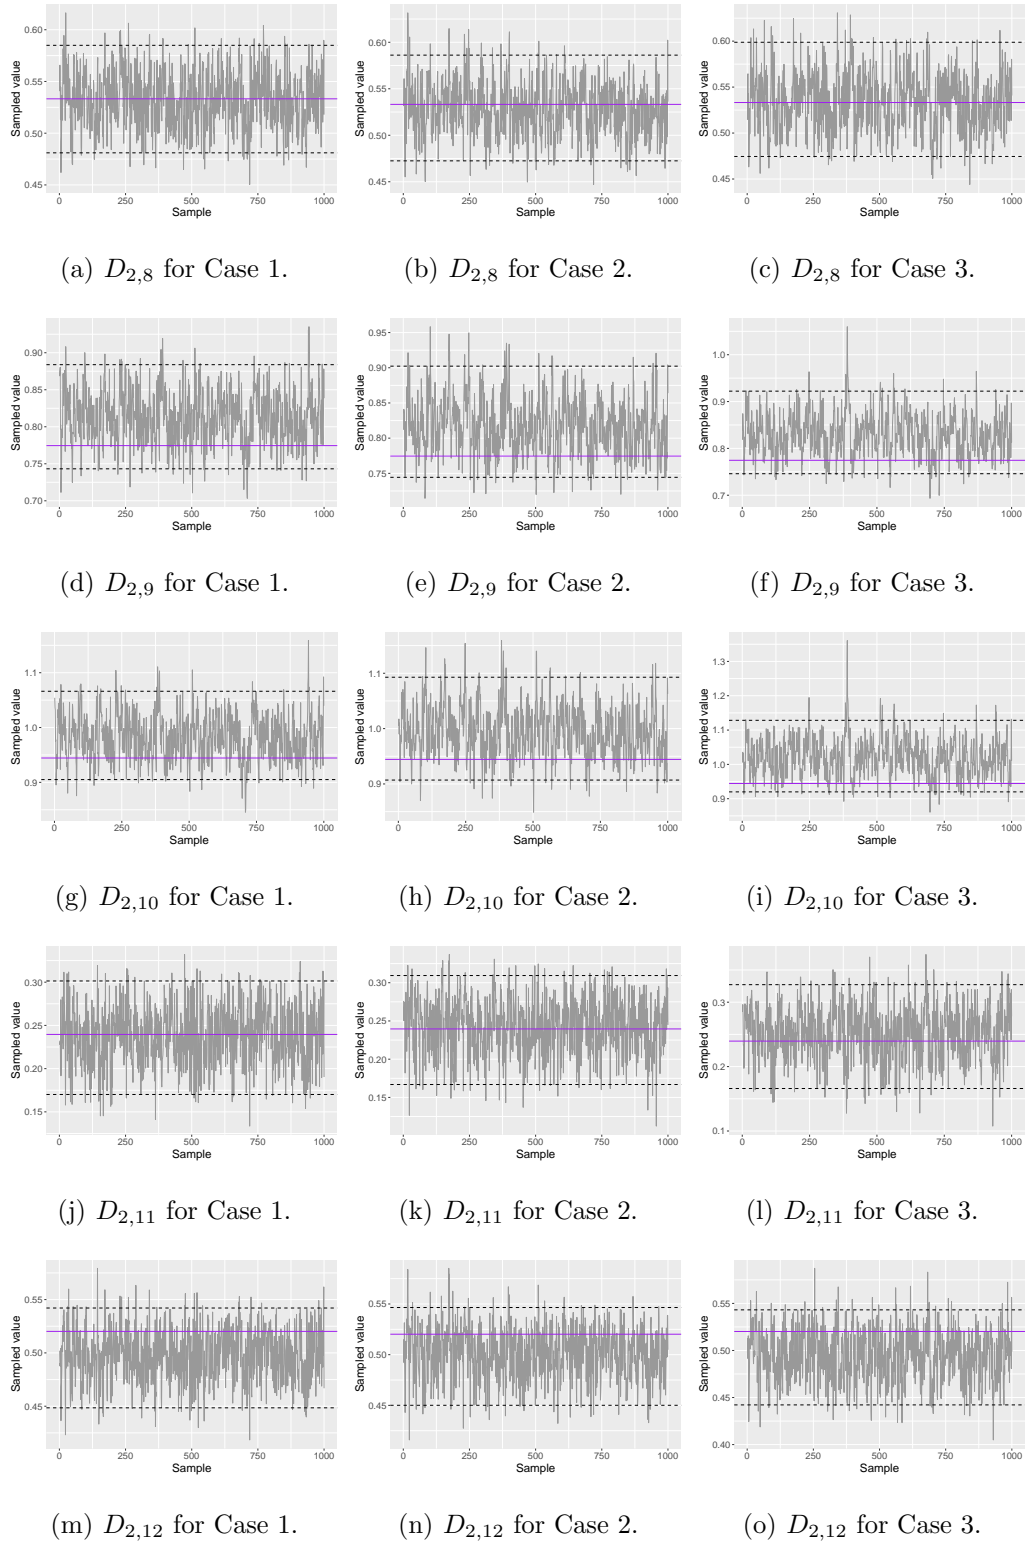 Sampled value
0.60
0.55
0.50
0.45
0 250 500 750 1000
Sample
Sampled value
0.60
0.55
0.50
0.45
0 250 500 750 1000
Sample
Sampled value
0.60
0.55
0.50
0.45
0 250 500 750 1000
Sample
(a) D2,8 for Case 1.
(b) D2,8 for Case 2.
(c) D2,8 for Case 3.
Sampled value
0.90
0.85
0.80
0.75
0.70
0 250 500 750 1000
Sample
Sampled value
0.95
0.90
0.85
0.80
0.75
0 250 500 750 1000
Sample
Sampled value
1.0
0.9
0.8
0.7
0 250 500 750 1000
Sample
(d) D2,9 for Case 1.
(e) D2,9 for Case 2.
(f) D2,9 for Case 3.
Sampled value
1.1
1.0
0.9
0 250 500 750 1000
Sample
Sampled value
1.1
1.0
0.9
0 250 500 750 1000
Sample
Sampled value
1.3
1.2
1.1
1.0
0.9
0 250 500 750 1000
Sample
(g) D2,10 for Case 1.
(h) D2,10 for Case 2.
(i) D2,10 for Case 3.
Sampled value
0.30
0.25
0.20
0.15
0 250 500 750 1000
Sample
Sampled value
0.30
0.25
0.20
0.15
0 250 500 750 1000
Sample
Sampled value
0.3
0.2
0.1
0 250 500 750 1000
Sample
(j) D2,11 for Case 1.
(k) D2,11 for Case 2.
(l) D2,11 for Case 3.
Sampled value
0.55
0.50
0.45
0 250 500 750 1000
Sample
Sampled value
0.55
0.50
0.45
0 250 500 750 1000
Sample
Sampled value
0.55
0.50
0.45
0.40
0 250 500 750 1000
Sample
(m) D2,12 for Case 1.
(n) D2,12 for Case 2.
(o) D2,12 for Case 3.